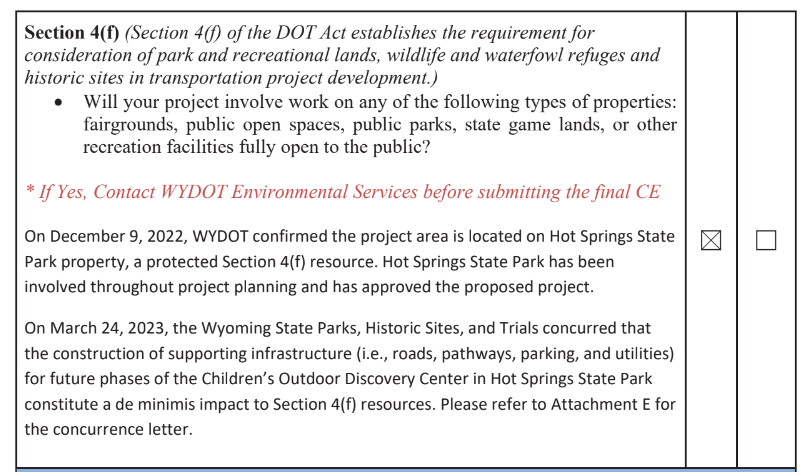 Section 4(f) (Section 4(f) of the DOT Act establishes the requirement for
consideration of park and recreational lands, wildlife and waterfowl refuges and
historic sites in transportation project development.)
• Will your project involve work on any of the following types of properties:
fairgrounds, public open spaces, public parks, state game lands, or other
recreation facilities fully open to the public?
* If Yes, Contact WYDOT Environmental Services before submitting the final CE
On December 9, 2022, WYDOT confirmed the project area is located on Hot Springs State
Park property, a protected Section 4(f) resource. Hot Springs State Park has been
involved throughout project planning and has approved the proposed project.
On March 24, 2023, the Wyoming State Parks, Historic Sites, and Trials concurred that
the construction of supporting infrastructure (i.e., roads, pathways, parking, and utilities)
for future phases of the Children's Outdoor Discovery Center in Hot Springs State Park
constitute a de minimis impact to Section 4(f) resources. Please refer to Attachment E for
the concurrence letter.